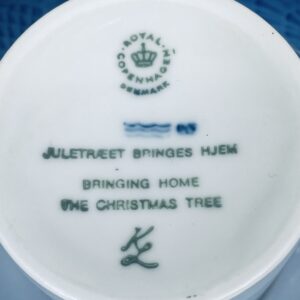 ROYAL
COPENHAGEN
DENMARK
JULETRÆET BRINGES HJEM
BRINGING HOME
THE CHRISTMAS TREE